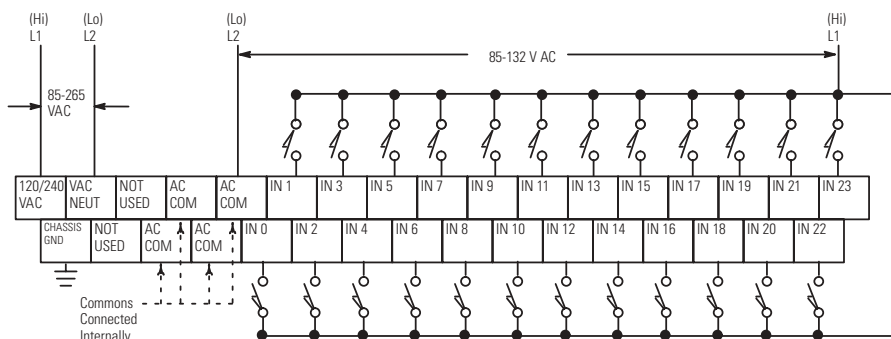 (Hi)
L1
(Lo)
L2
(Lo)
L2
(Hi)
L1
85-132 V AC
85-265
VAC
120/240
VAC
VAC
NEUT
NOT
USED
AC
COM
AC
COM
IN 1
IN 3
IN 5
IN 7
IN 9
IN 11
IN 13
IN 15
IN 17
IN 19
IN 21
IN 23
CHASSIS
GND
NOT
USED
AC
COM
AC
COM
IN 0
IN 2
IN 4
IN 6
IN 8
IN 10
IN 12
IN 14
IN 16
IN 18
IN 20
IN 22
Commons
Connected
Internally